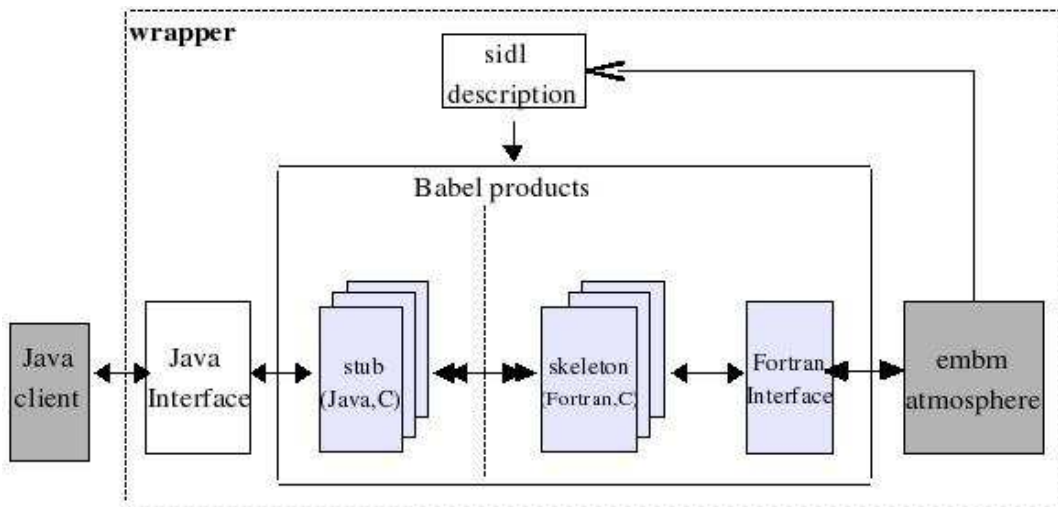 wrapper
sidl
description
Babel products
Java
client
Java
Interface
stub
(Java,C)
skeleton
(Fortran,C)
Fortran
Interface
embm
atmosphere